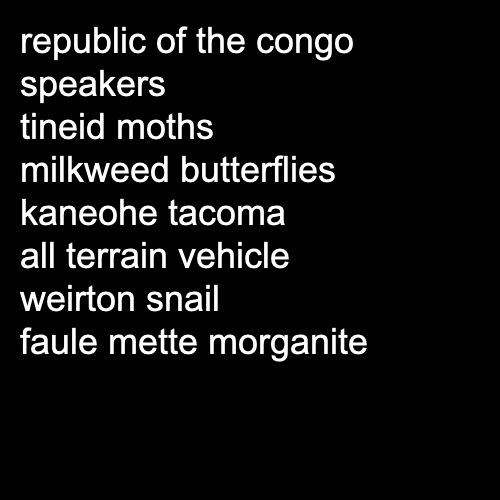 republic of the congo
speakers
tineid moths
milkweed butterflies
kaneohe tacoma
all terrain vehicle
weirton snail
faule mette morganite